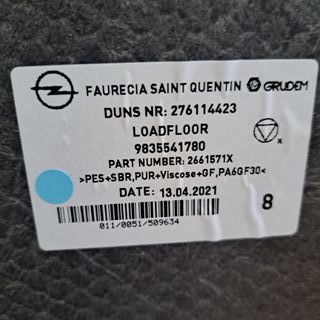 FAURECIA SAINT QUENTIN GRUDEM
DUNS NR: 276114423
LOADFLOOR
9835541780
PART NUMBER: 2661571X
>PES+SBR,PUR+Viscose+GF,PA6GF30<
DATE: 13.04.2021
8
011/0051/509634
R